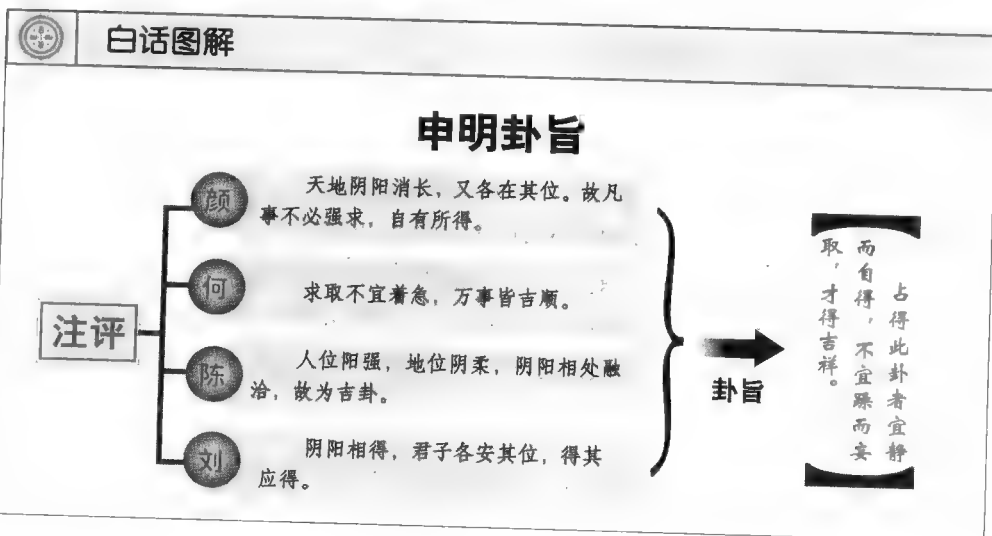 白话图解
申明卦旨
注评
颜
天地阴阳消长，又各在其位。故凡
事不必强求，自有所得。
何
求取不宜着急，万事皆吉顺。
陈
人位阳强，地位阴柔，阴阳相处融
洽，故为吉卦。
刘
阴阳相得，君子各安其位，得其
应得。
卦旨
占得此卦者宜静
而自得，不宜躁而妄
取，才得吉祥。